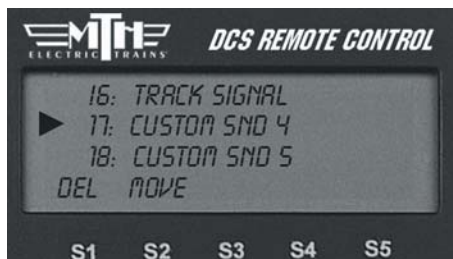 MTH
ELECTRIC TRAINS
DCS REMOTE CONTROL
16: TRACK SIGNAL
17: CUSTOM SND 4
18: CUSTOM SND 5
DEL MOVE
S1 S2 S3 S4 S5